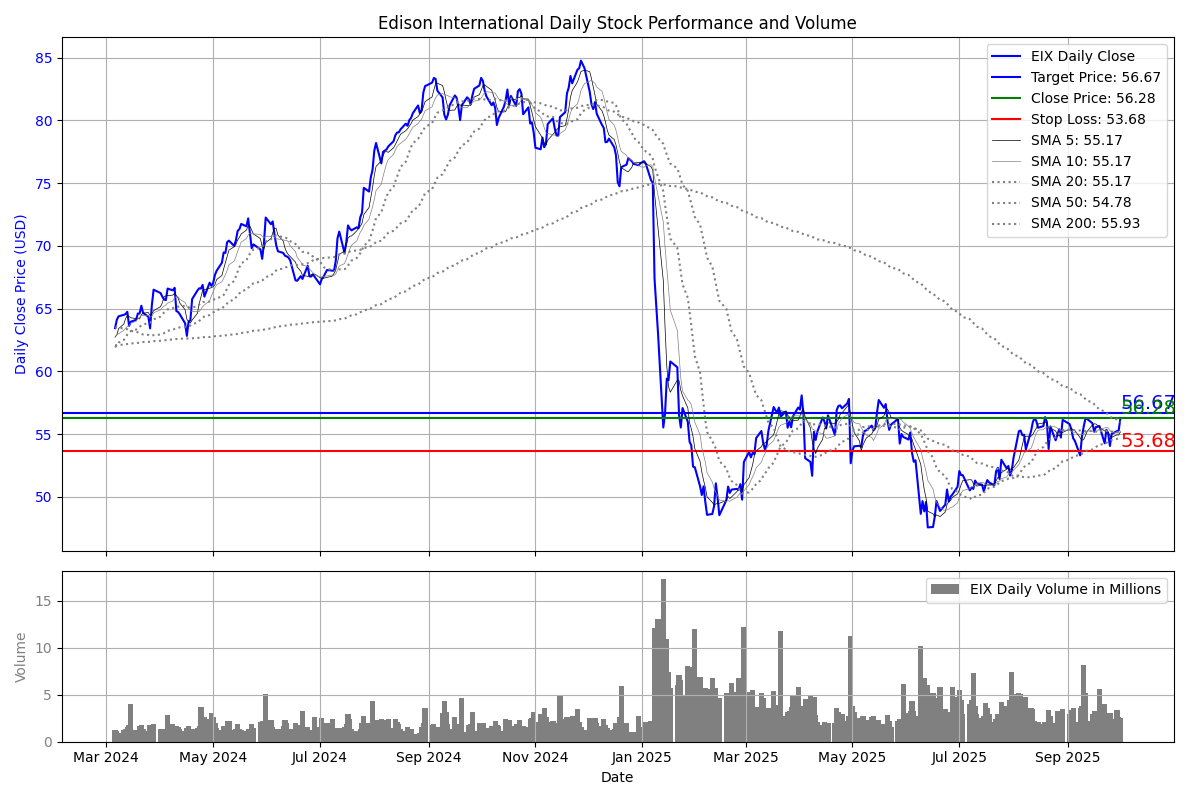 Edison International Daily Stock Performance and Volume
Daily Close Price (USD)
85
80
75
70
65
60
55
50
EIX Daily Close
Target Price: 56.67
Close Price: 56.28
Stop Loss: 53.68
SMA 5: 55.17
SMA 10: 55.17
SMA 20: 55.17
SMA 50: 54.78
SMA 200: 55.93
56.67
56.28
53.68
Volume
15
10
5
0
EIX Daily Volume in Millions
Mar 2024 May 2024 Jul 2024 Sep 2024 Nov 2024 Jan 2025 Mar 2025 May 2025 Jul 2025 Sep 2025
Date